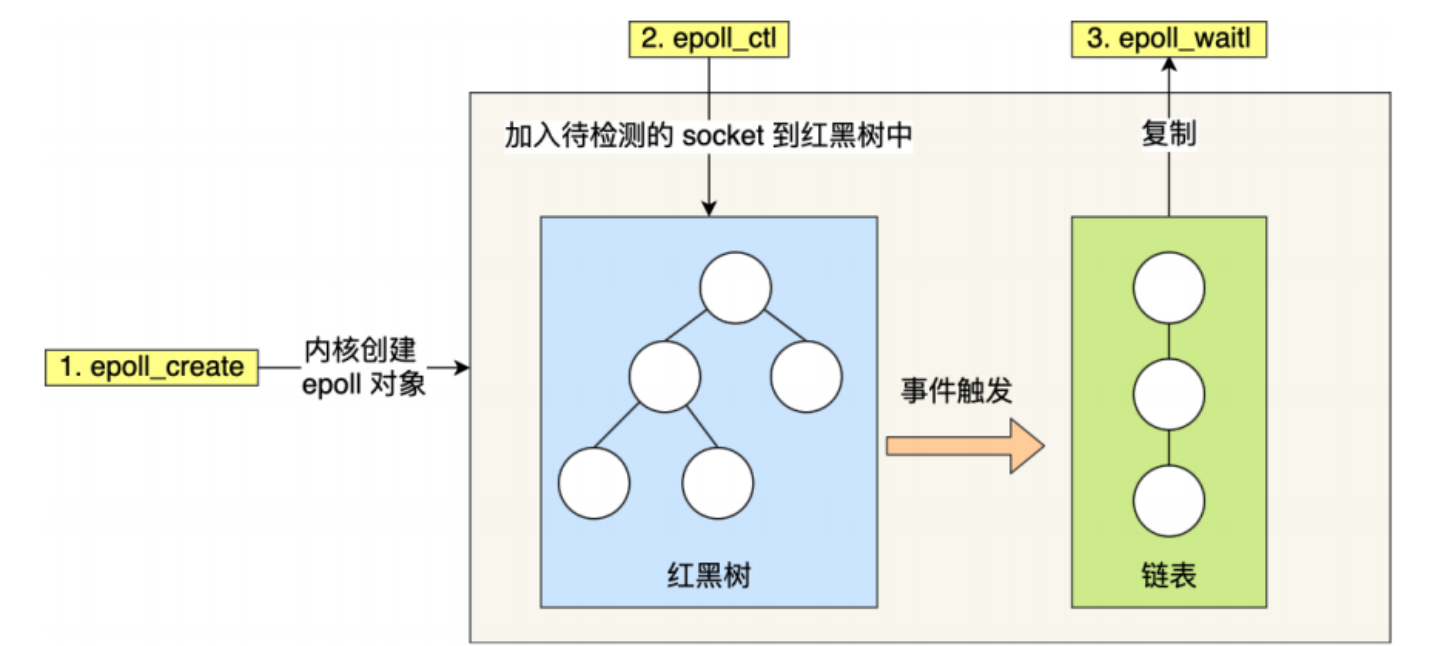 2. epoll_ctl
3. epoll_waitl
加入待检测的 socket 到红黑树中
复制
1. epoll_create
内核创建
epoll 对象
事件触发
红黑树
链表